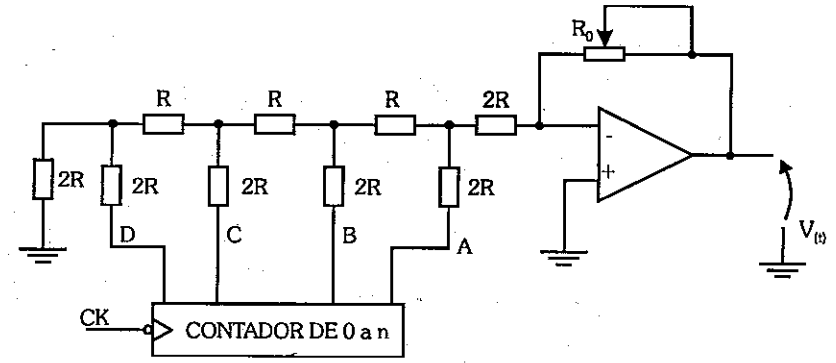 R₀
R R R 2R
2R 2R 2R 2R 2R
- +
D C B A
V(t)
CK
CONTADOR DE 0 a n